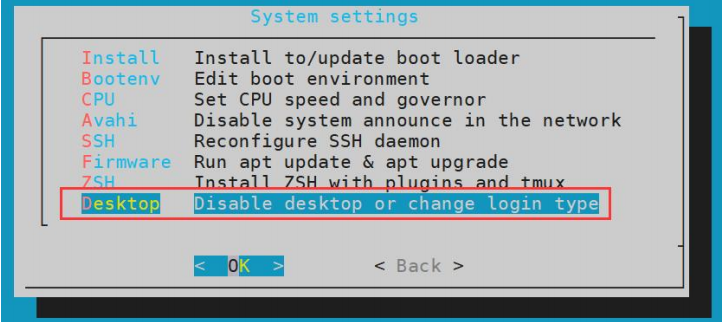 System settings
Install Install to/update boot loader
Bootenv Edit boot environment
CPU Set CPU speed and governor
Avahi Disable system announce in the network
SSH Reconfigure SSH daemon
Firmware Run apt update & apt upgrade
ZSH Install ZSH with plugins and tmux
Desktop Disable desktop or change login type
< OK > < Back >